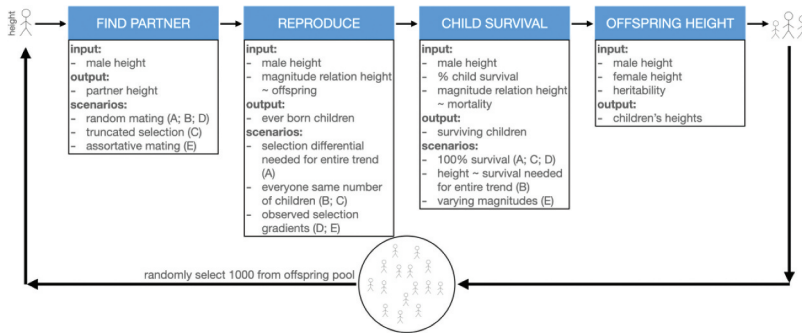 height
FIND PARTNER
input:
- male height
output:
- partner height
scenarios:
- random mating (A; B; D)
- truncated selection (C)
- assortative mating (E)
REPRODUCE
input:
- male height
- magnitude relation height
~ offspring
output:
- ever born children
scenarios:
- selection differential
needed for entire trend
(A)
- everyone same number
of children (B; C)
- observed selection
gradients (D; E)
CHILD SURVIVAL
input:
- male height
- % child survival
- magnitude relation height
~ mortality
output:
- surviving children
scenarios:
- 100% survival (A; C; D)
- height ~ survival needed
for entire trend (B)
- varying magnitudes (E)
OFFSPRING HEIGHT
input:
- male height
- female height
- heritability
output:
- children's heights
randomly select 1000 from offspring pool